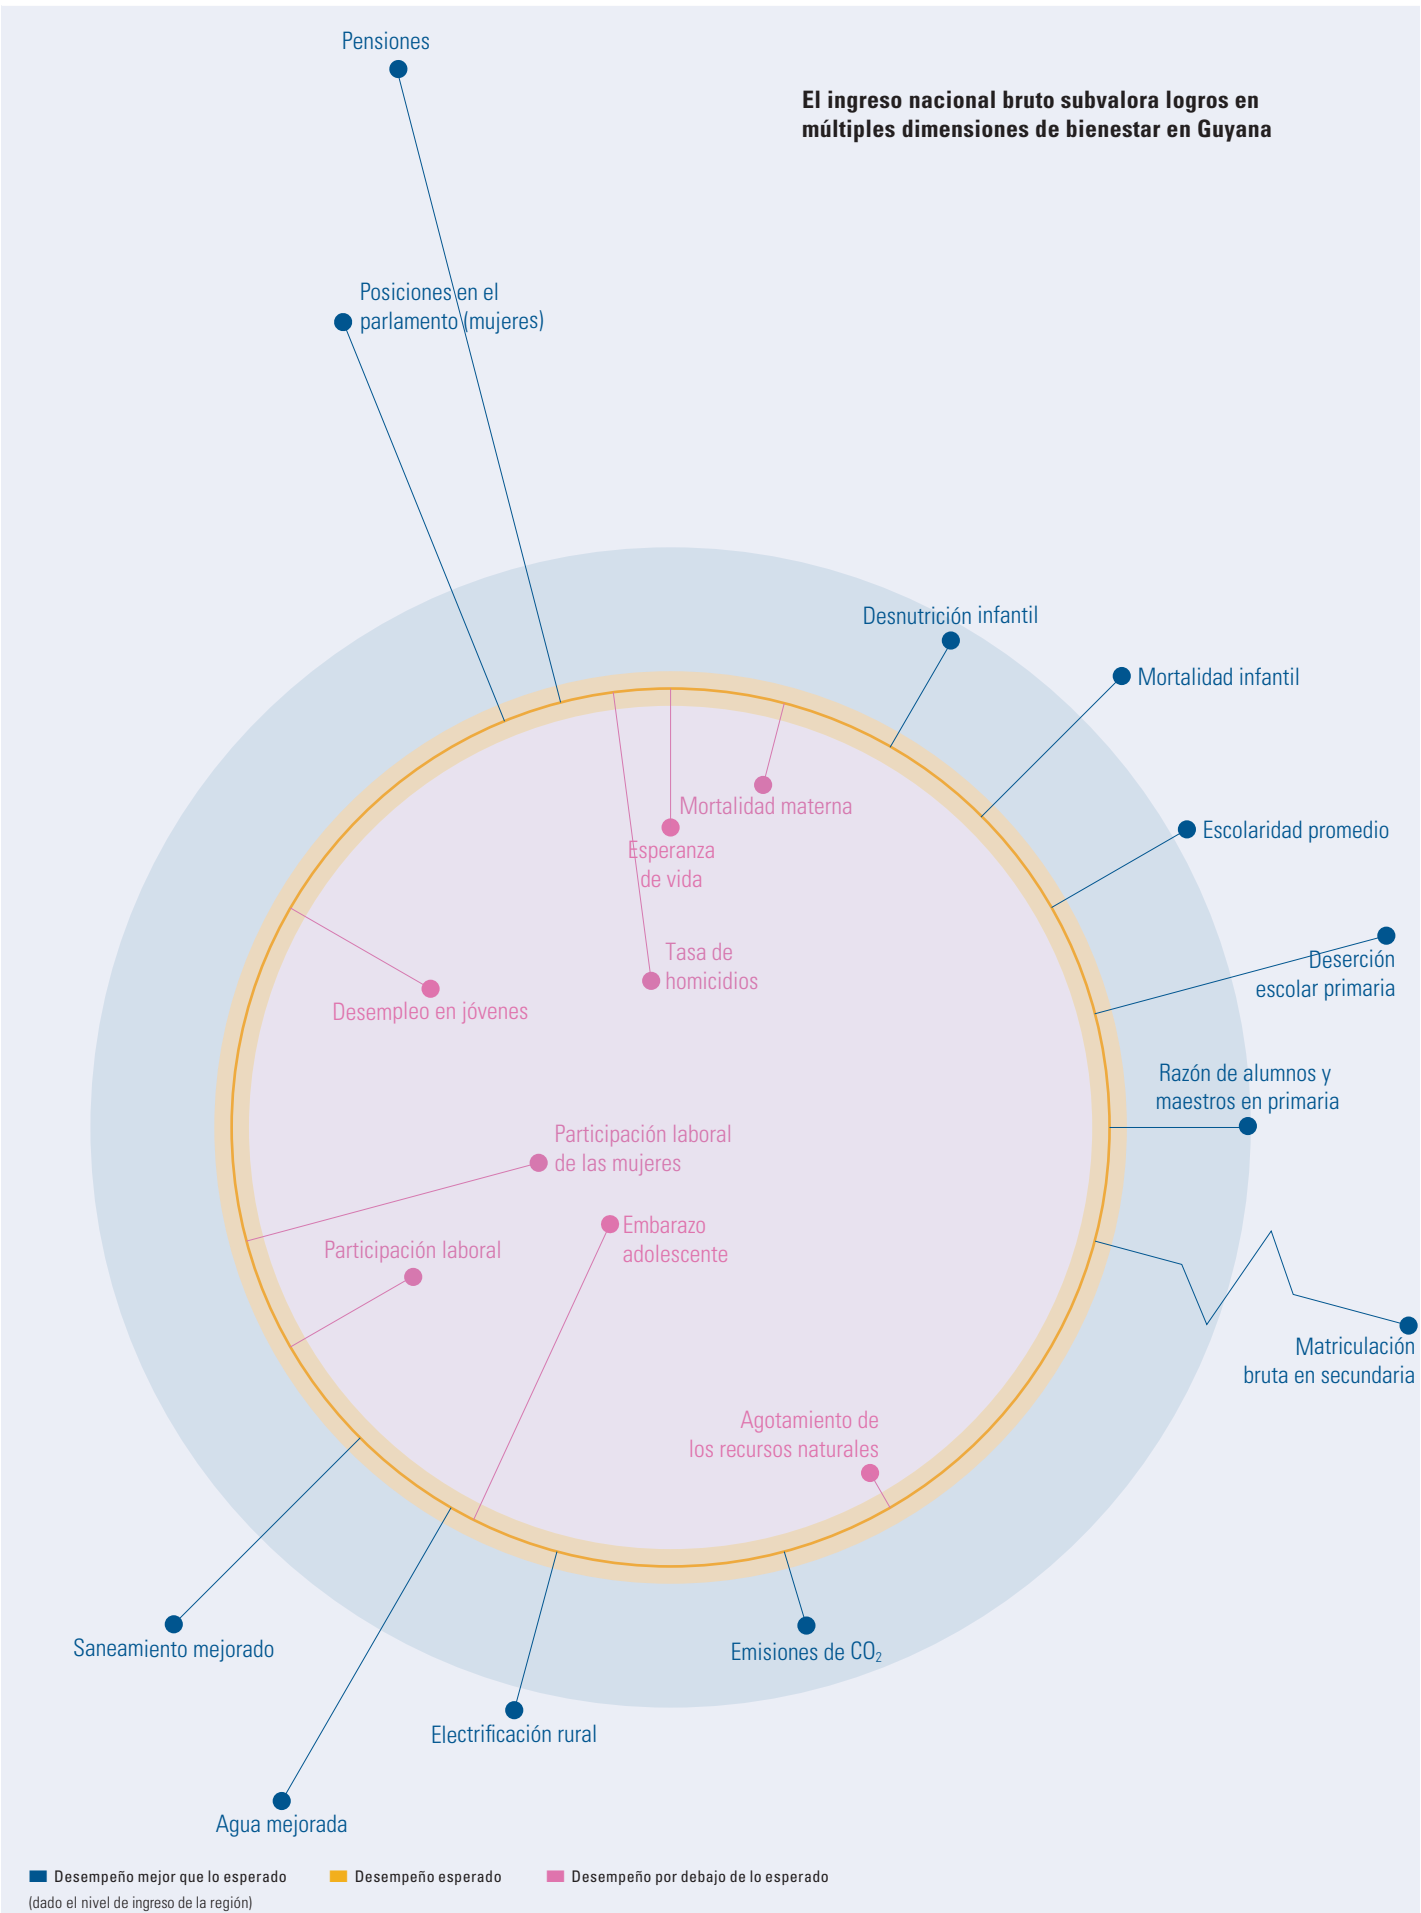 Pensiones
El ingreso nacional bruto subvalora logros en
múltiples dimensiones de bienestar en Guyana
Posiciones en el
parlamento (mujeres)
Desnutrición infantil
Mortalidad infantil
Mortalidad materna
Escolaridad promedio
Esperanza
de vida
Tasa de
homicidios
Deserción
escolar primaria
Desempleo en jóvenes
Razón de alumnos y
maestros en primaria
Participación laboral
de las mujeres
Embarazo
adolescente
Participación laboral
Matriculación
bruta en secundaria
Agotamiento de
los recursos naturales
Saneamiento mejorado
Emisiones de CO₂
Electrificación rural
Agua mejorada
Desempeño mejor que lo esperado
Desempeño esperado
Desempeño por debajo de lo esperado
(dado el nivel de ingreso de la región)